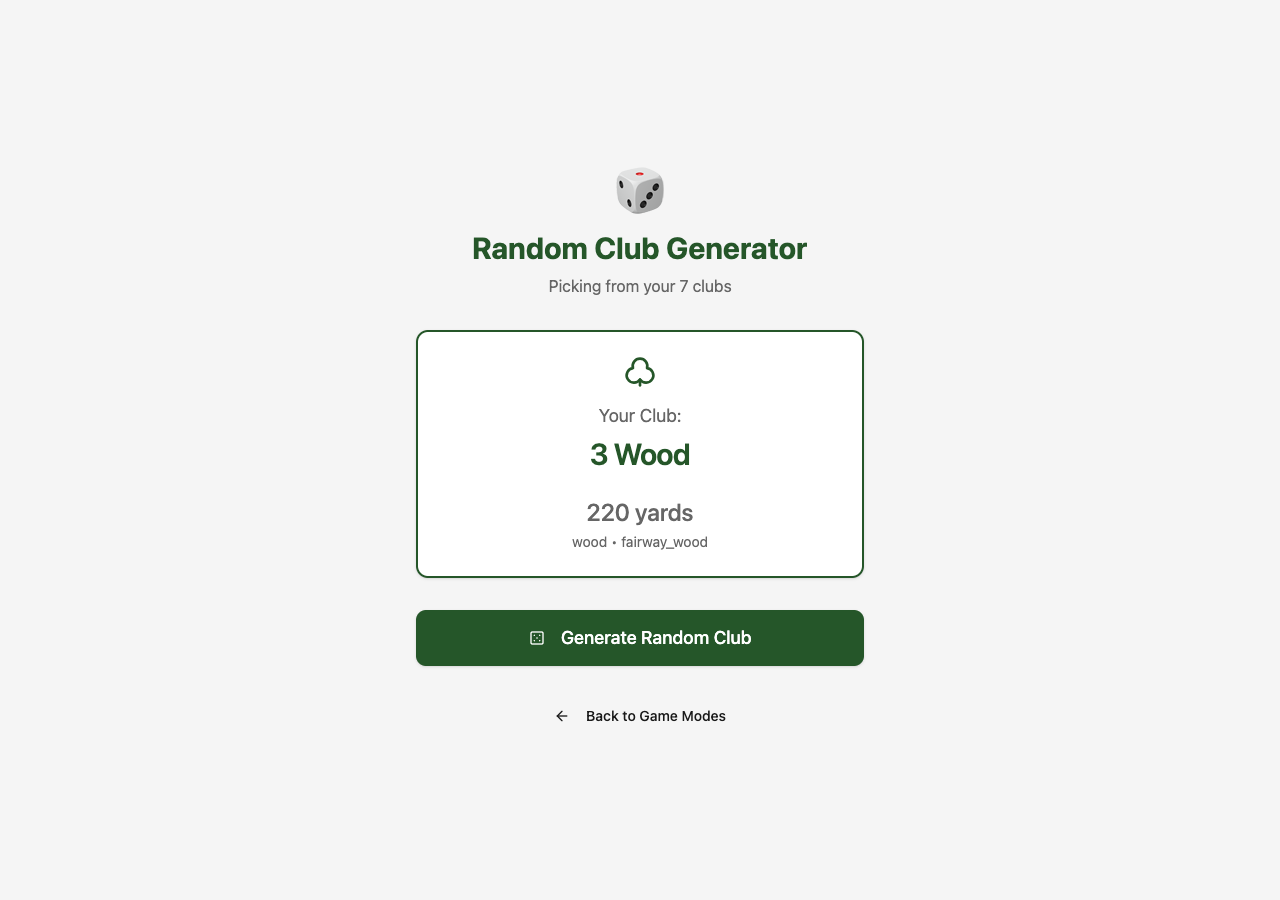 Random Club Generator
Picking from your 7 clubs
Your Club:
3 Wood
220 yards
wood • fairway_wood
Generate Random Club
Back to Game Modes